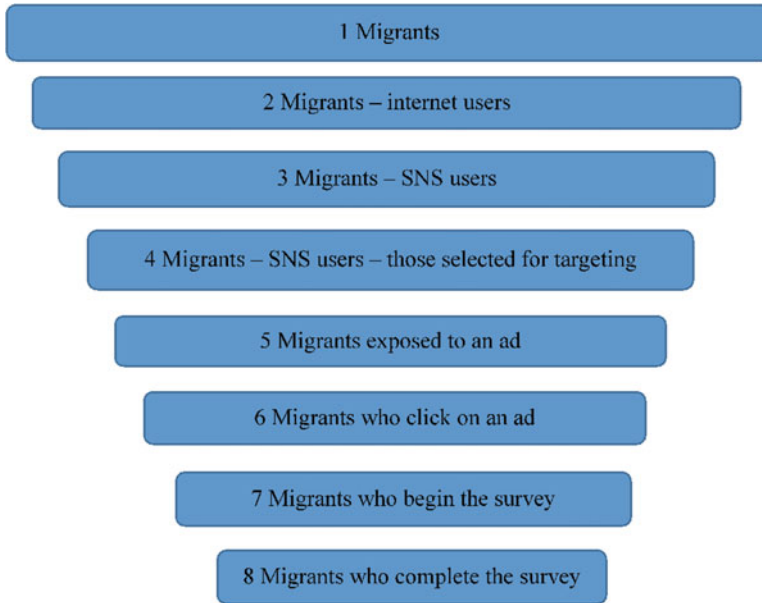 1 Migrants
2 Migrants – internet users
3 Migrants – SNS users
4 Migrants – SNS users – those selected for targeting
5 Migrants exposed to an ad
6 Migrants who click on an ad
7 Migrants who begin the survey
8 Migrants who complete the survey